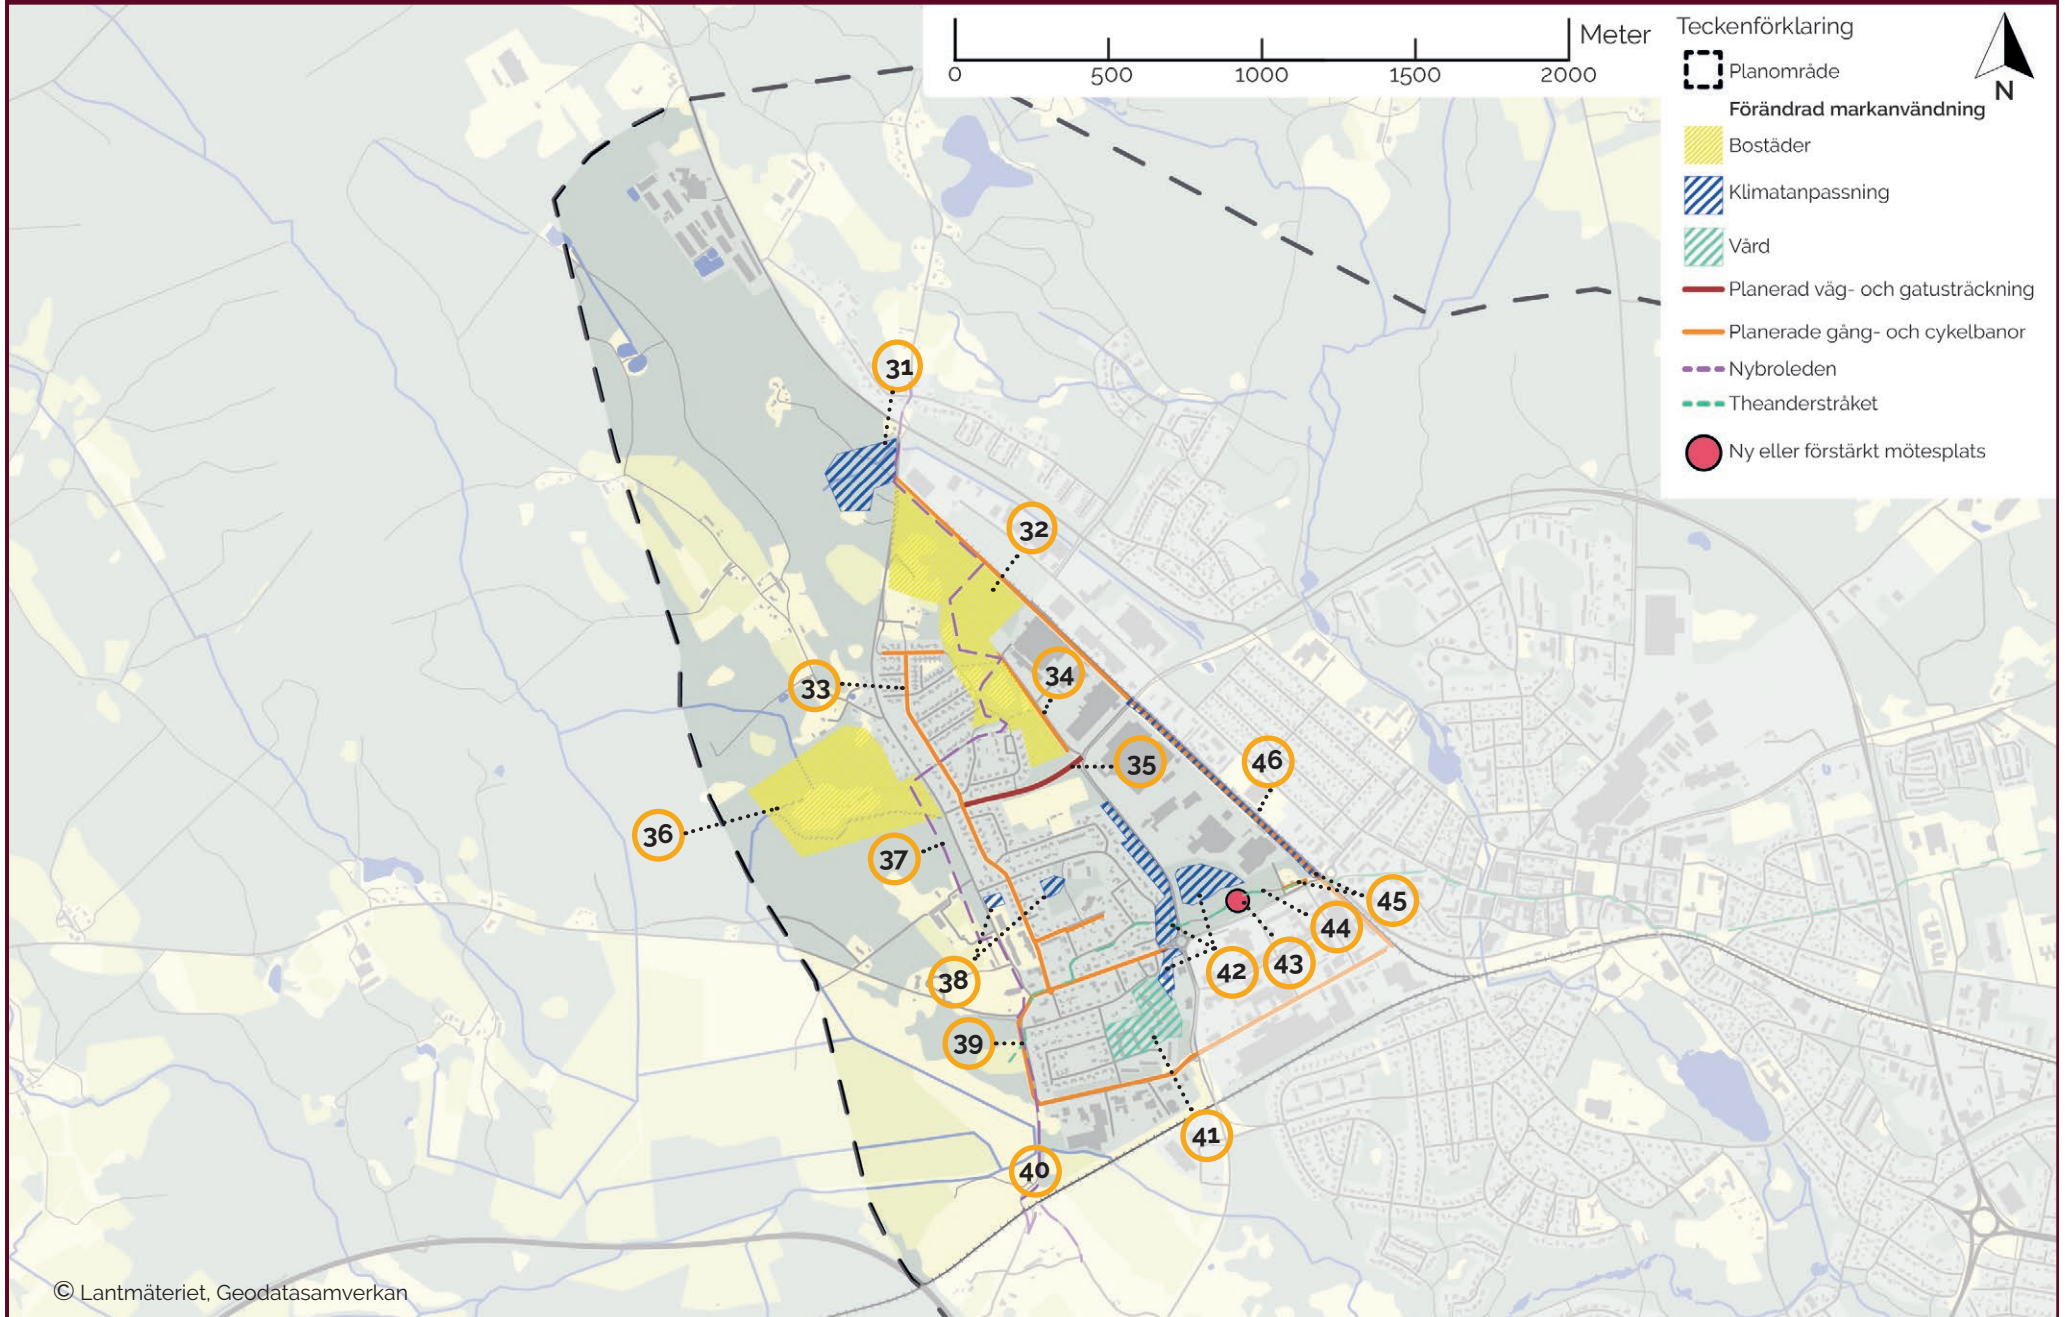 Meter
0 500 1000 1500 2000
N
Teckenförklaring
Planområde
Förändrad markanvändning
Bostäder
Klimatanpassning
Vård
Planerad väg- och gatusträckning
Planerade gång- och cykelbanor
Nybroleden
Theanderstråket
Ny eller förstärkt mötesplats
31
32
33
34
35
46
36
37
45
44
43
42
38
39
41
40
© Lantmäteriet, Geodatasamverkan